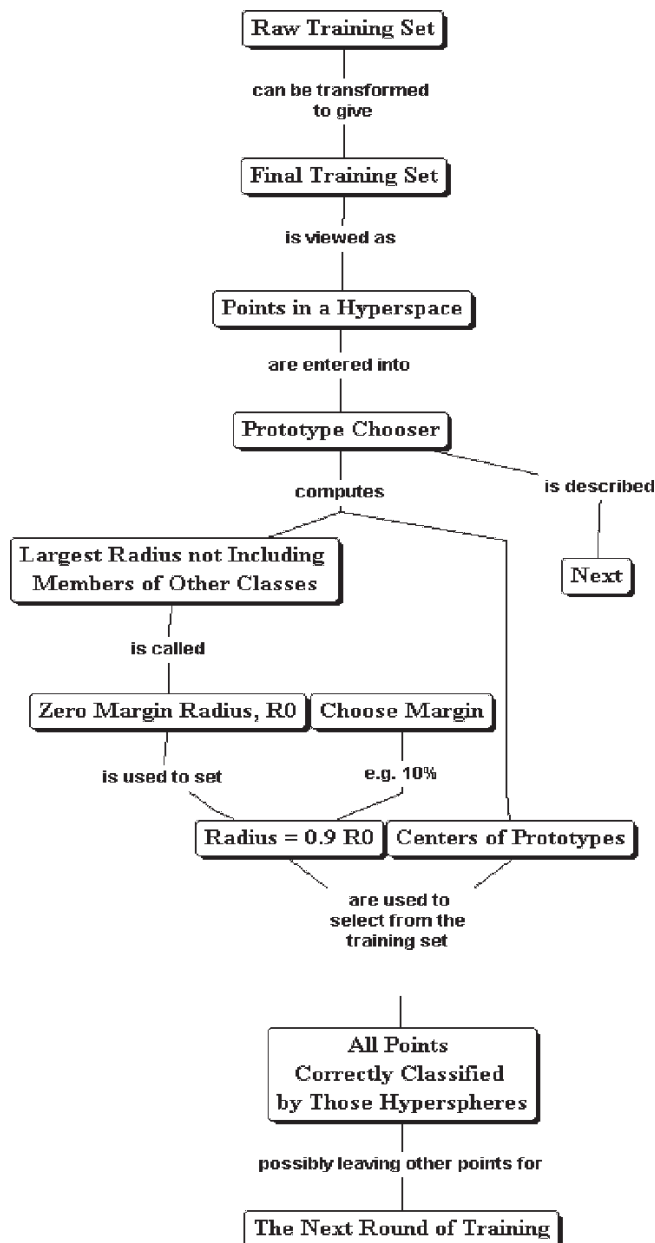 Raw Training Set
can be transformed
to give
Final Training Set
is viewed as
Points in a Hyperspace
are entered into
Prototype Chooser
computes
is described
Largest Radius not Including
Members of Other Classes
Next
is called
Zero Margin Radius, R0
Choose Margin
is used to set
e.g. 10%
Radius = 0.9 R0
Centers of Prototypes
are used to
select from the
training set
All Points
Correctly Classified
by Those Hyperspheres
possibly leaving other points for
The Next Round of Training